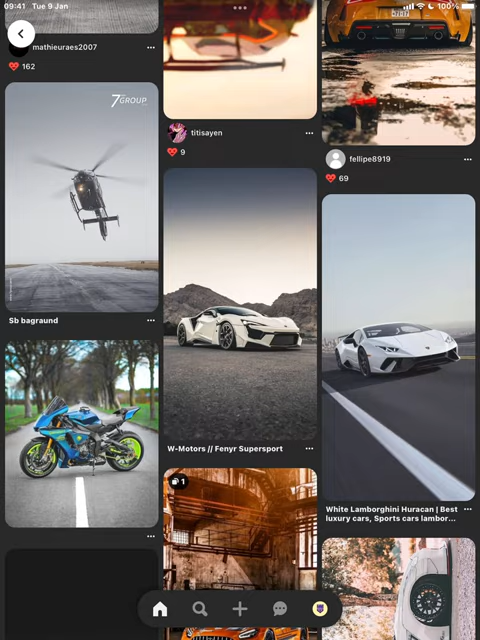 09:41 Tue 9 Jan
100%
mathieuraes2007
162
7GROUP
Sb bagraund
titisayen
9
W-Motors // Fenyr Supersport
1
fellipe8919
69
White Lamborghini Huracan | Best
luxury cars, Sports cars lambor...